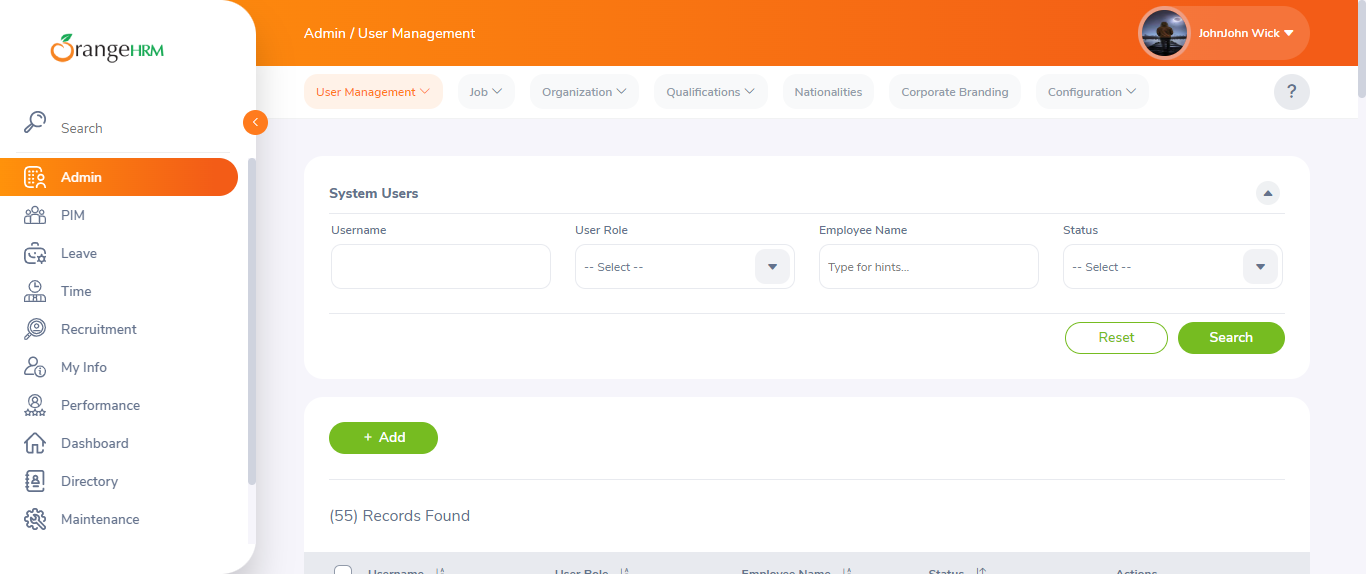 OrangeHRM
Admin / User Management
JohnJohn Wick
Search
Admin
PIM
Leave
Time
Recruitment
My Info
Performance
Dashboard
Directory
Maintenance
User Management
Job
Organization
Qualifications
Nationalities
Corporate Branding
Configuration
?
System Users
Username
User Role
Employee Name
Status
-- Select --
Type for hints...
-- Select --
Reset
Search
+ Add
(55) Records Found
Username
User Role
Employee Name
Status
Actions